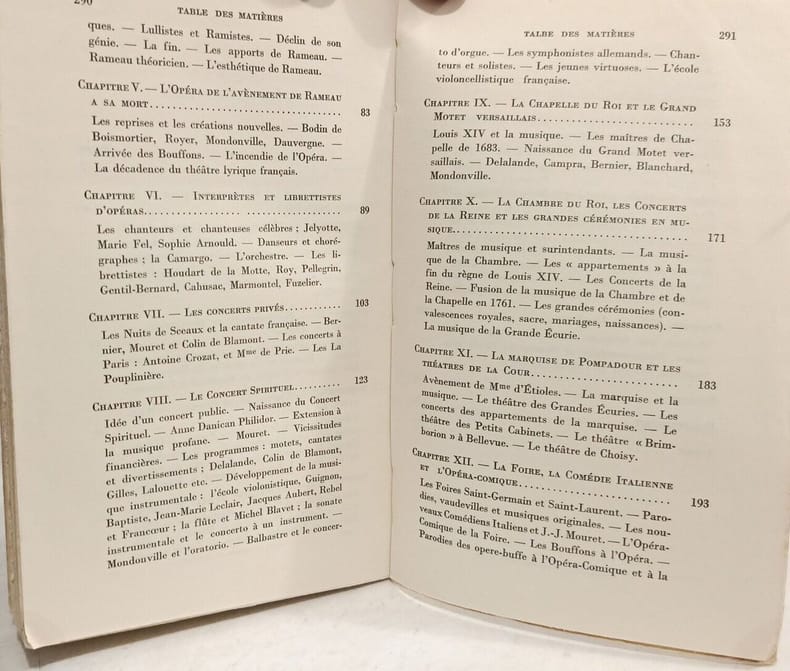 290
TABLE DES MATIÈRES
ques. — Lullistes et Ramistes. — Déclin de son
génie. — La fin. — Les apports de Rameau. —
Rameau théoricien. — L'esthétique de Rameau.
Chapitre V. — L'Opéra de l'avènement de Rameau
a sa mort.................................... 83
Les reprises et les créations nouvelles. — Bodin de
Boismortier, Royer, Mondonville, Dauvergne. —
Arrivée des Bouffons. — L'incendie de l'Opéra. —
La décadence du théâtre lyrique français.
Chapitre VI. — Interprètes et librettistes
d'opéras.................................... 89
Les chanteurs et chanteuses célèbres ; Jelyotte,
Marie Fel, Sophie Arnould. — Danseurs et choré-
graphes ; la Camargo. — L'orchestre. — Les li-
brettistes : Houdart de la Motte, Roy, Pellegrin,
Gentil-Bernard, Cahusac, Marmontel, Fuzelier.
Chapitre VII. — Les concerts privés............ 103
Les Nuits de Sceaux et la cantate française. — Ber-
nier, Mouret et Colin de Blamont. — Les concerts à
Paris : Antoine Crozat, et Mme de Prie. — Les La
Pouplinière.
Chapitre VIII. — Le Concert Spirituel.......... 123
Idée d'un concert public. — Naissance du Concert
Spirituel. — Anne Danican Philidor. — Extension à
la musique profane. — Mouret. — Vicissitudes
financières. — Les programmes : motets, cantates
et divertissements ; Delalande, Colin de Blamont,
Gilles, Lalouette etc. — Développement de la musi-
que instrumentale : l'école violonistique, Guignon,
Baptiste, Jean-Marie Leclair, Jacques Aubert, Rebel
et Francœur ; la flûte et Michel Blavet ; la sonate
instrumentale et le concerto à un instrument. —
Mondonville et l'oratorio. — Balbastre et le concer-
TALBE DES MATIÈRES 291
to d'orgue. — Les symphonistes allemands. — Chan-
teurs et solistes. — Les jeunes virtuoses. — L'école
violoncellistique française.
Chapitre IX. — La Chapelle du Roi et le Grand
Motet versaillais............................ 153
Louis XIV et la musique. — Les maîtres de Cha-
pelle de 1683. — Naissance du Grand Motet ver-
saillais. — Delalande, Campra, Bernier, Blanchard,
Mondonville.
Chapitre X. — La Chambre du Roi, les Concerts
de la Reine et les grandes cérémonies en mu-
sique........................................ 171
Maîtres de musique et surintendants. — La musi-
que de la Chambre. — Les « appartements » à la
fin du règne de Louis XIV. — Les Concerts de la
Reine. — Fusion de la musique de la Chambre et de
la Chapelle en 1761. — Les grandes cérémonies (con-
valescences royales, sacre, mariages, naissances). —
La musique de la Grande Écurie.
Chapitre XI. — La marquise de Pompadour et les
théatres de la Cour.......................... 183
Avènement de Mme d'Étioles. — La marquise et la
musique. — Le théâtre des Grandes Écuries. — Les
concerts des appartements de la marquise. — Le
théâtre des Petits Cabinets. — Le théâtre « Brim-
borion » à Bellevue. — Le théâtre de Choisy.
Chapitre XII. — La Foire, la Comédie Italienne
et l'Opéra-comique........................... 193
Les Foires Saint-Germain et Saint-Laurent. — Paro-
dies, vaudevilles et musiques originales. — Les nou-
veaux Comédiens Italiens et J.-J. Mouret. — L'Opéra-
Comique de la Foire. — Les Bouffons à l'Opéra. —
Parodies des opere-buffe à l'Opéra-Comique et à la